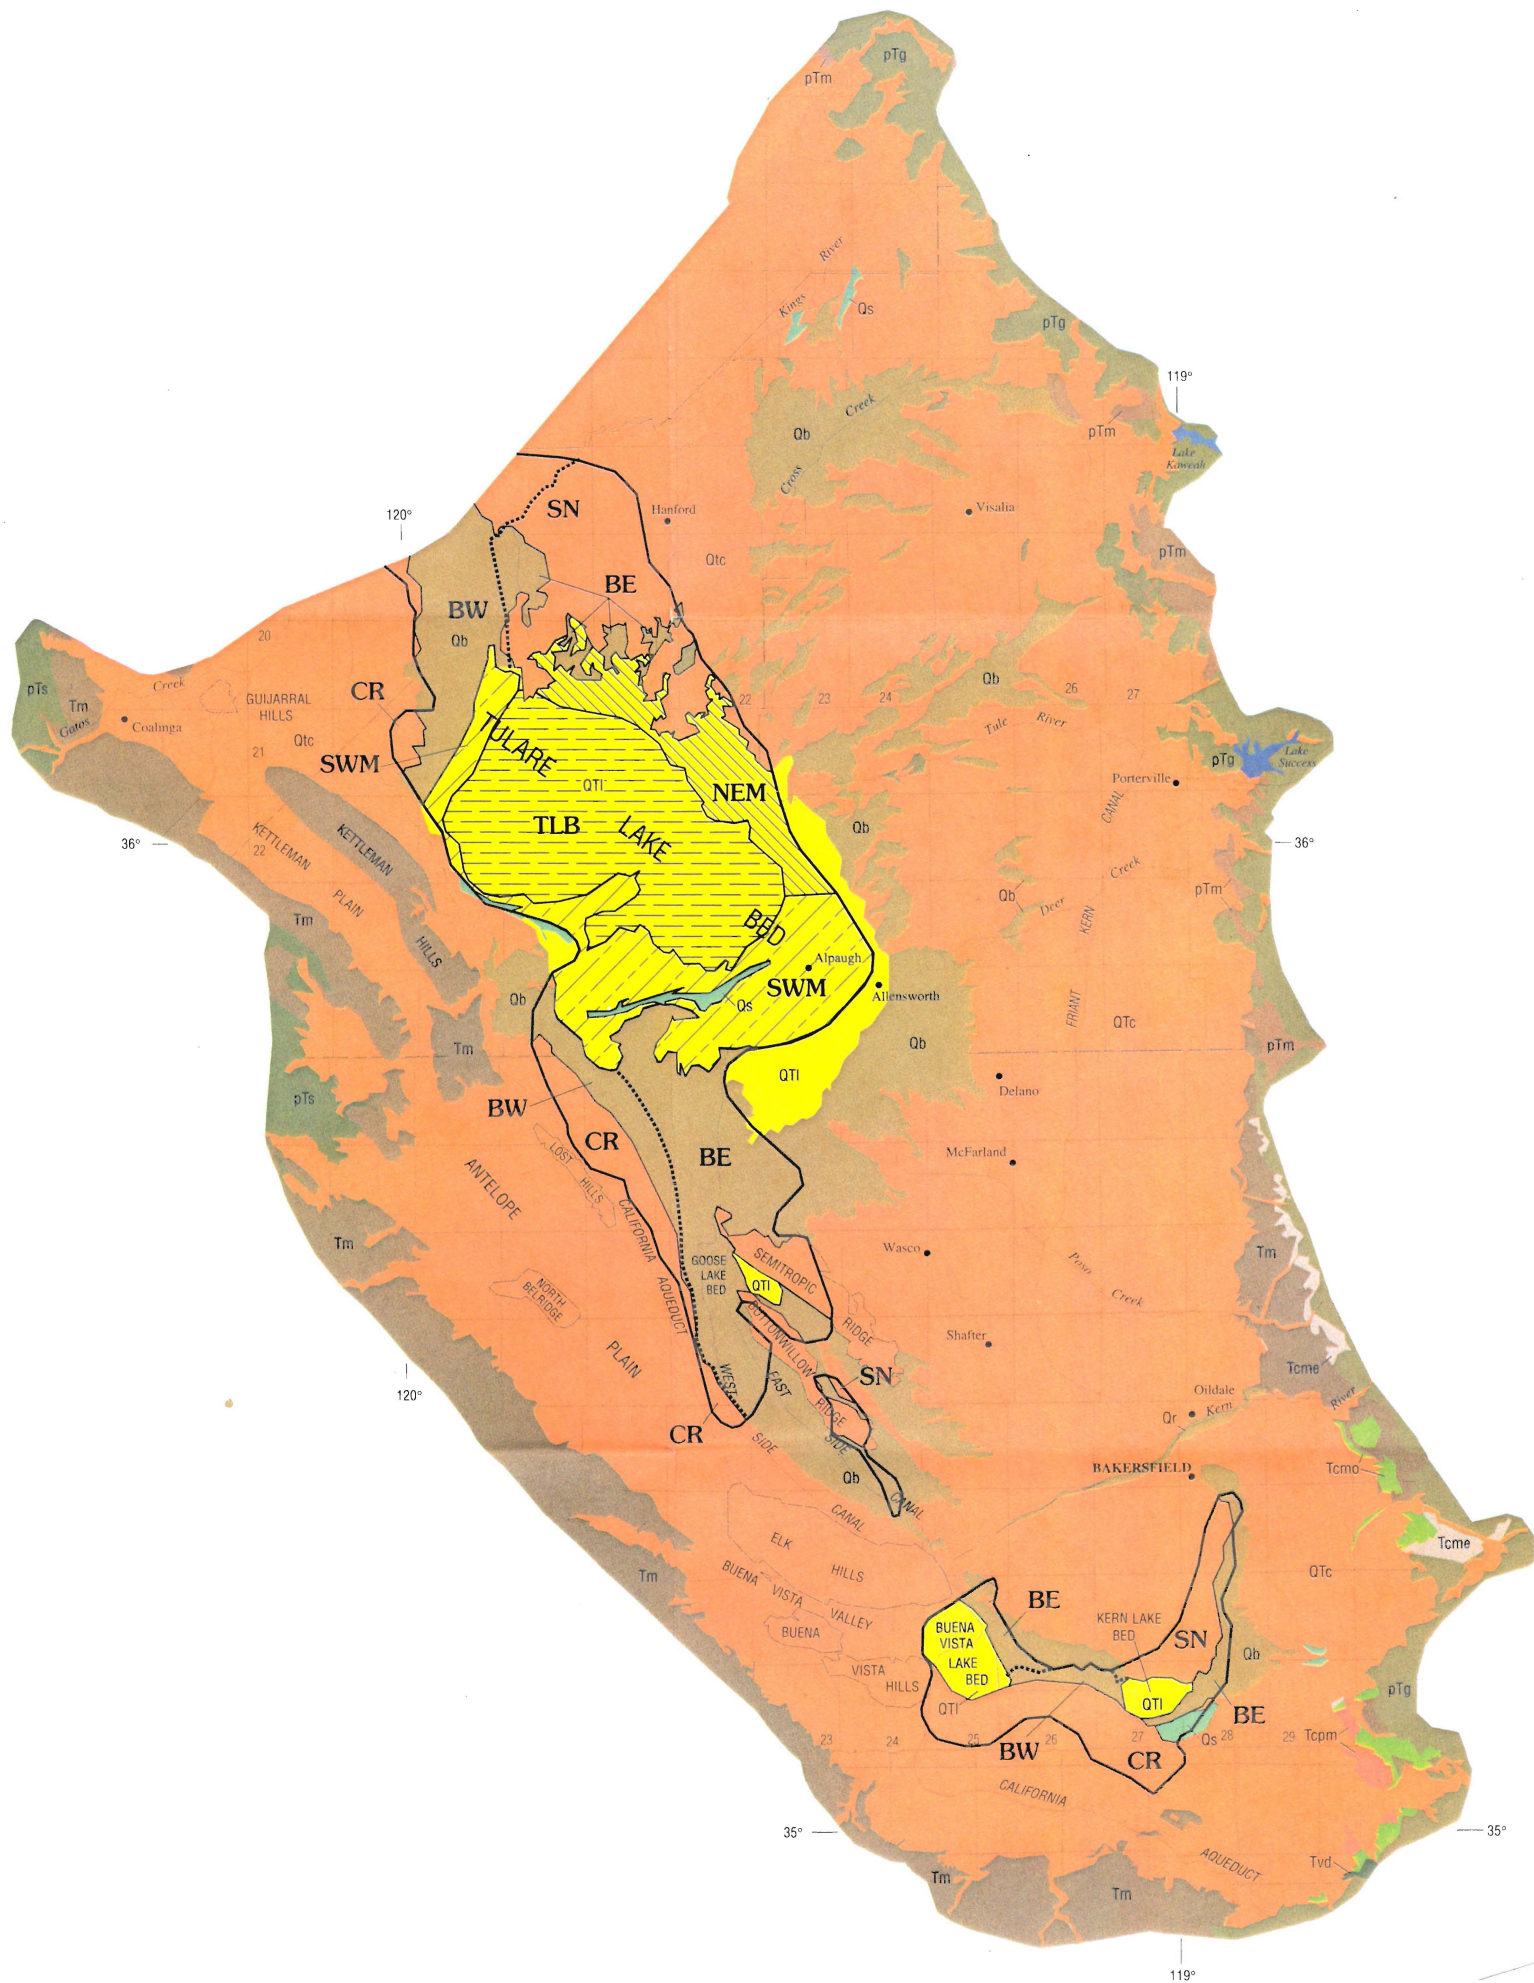 pTg
pTm
River
Kings
Qs
pTg
119°
Creek
Qb
pTm
Lake
Kaweah
Cross
SN
Hanford
Visalia
120°
Qtc
pTm
BE
BW
Qb
20
Creek
pTs
CR
GUIJARRAL
HILLS
Tm
Gatos
Coalinga
Qtc
21
SWM
22
23
24
Qb
26
27
Tule
River
TULARE
QTl
NEM
pTg
Lake
Success
Porterville
TLB
LAKE
Qb
CANAL
36°
KETTLEMAN
22
KETTLEMAN
36°
PLAIN
Creek
Qb
Deer
pTm
Tm
HILLS
BED
KERN
Alpaugh
SWM
Allensworth
Qb
Qs
FRIANT
QTc
Tm
Qb
pTm
QTl
Delano
pTs
BW
CR
BE
McFarland
LOST
HILLS
ANTELOPE
CALIFORNIA
Tm
Wasco
Tm
GOOSE
LAKE
BED
SEMITROPIC
QTl
Poso
Creek
NORTH
BELRIDGE
AQUEDUCT
BUTTONWILLOW
RIDGE
Shafter
PLAIN
WEST
EAST
SN
Tcme
120°
RIDGE
Oildale
Kern
River
Qr
CR
SIDE
SIDE
BAKERSFIELD
Tcmo
Qb
CANAL
CANAL
ELK
HILLS
Tcme
Tm
BUENA
VISTA
VALLEY
QTc
BE
BUENA
VISTA
LAKE
BED
KERN LAKE
BED
SN
BUENA
VISTA
HILLS
Qb
QTl
QTl
BE
pTg
23
24
25
26
27
Qs
28
29
Tcpm
BW
CR
CALIFORNIA
35°
35°
AQUEDUCT
Tvd
Tm
Tm
119°